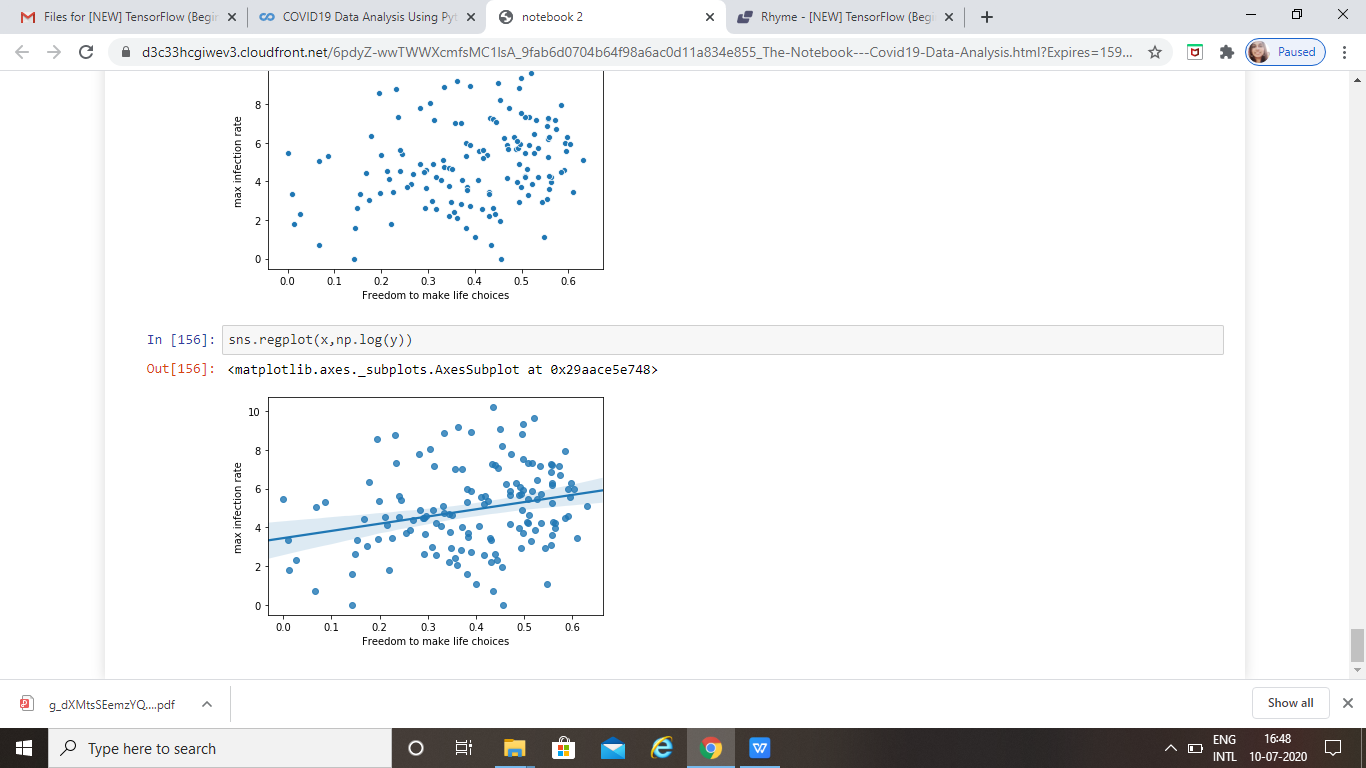 Files for [NEW] TensorFlow (Begi
COVID19 Data Analysis Using Pyt
notebook 2
Rhyme - [NEW] TensorFlow (Begi
d3c33hcgiwev3.cloudfront.net/6pdyZ-wwTWWXcmfsMC1lsA_9fab6d0704b64f98a6ac0d11a834e855_The-Notebook---Covid19-Data-Analysis.html?Expires=159...
Paused
8
6
4
2
0
max infection rate
0.0 0.1 0.2 0.3 0.4 0.5 0.6
Freedom to make life choices
In [156]: sns.regplot(x,np.log(y))
Out[156]: <matplotlib.axes._subplots.AxesSubplot at 0x29aace5e748>
10
8
6
4
2
0
max infection rate
0.0 0.1 0.2 0.3 0.4 0.5 0.6
Freedom to make life choices
g_dXMtsSEemzYQ....pdf
Show all
Type here to search
ENG
INTL
16:48
10-07-2020